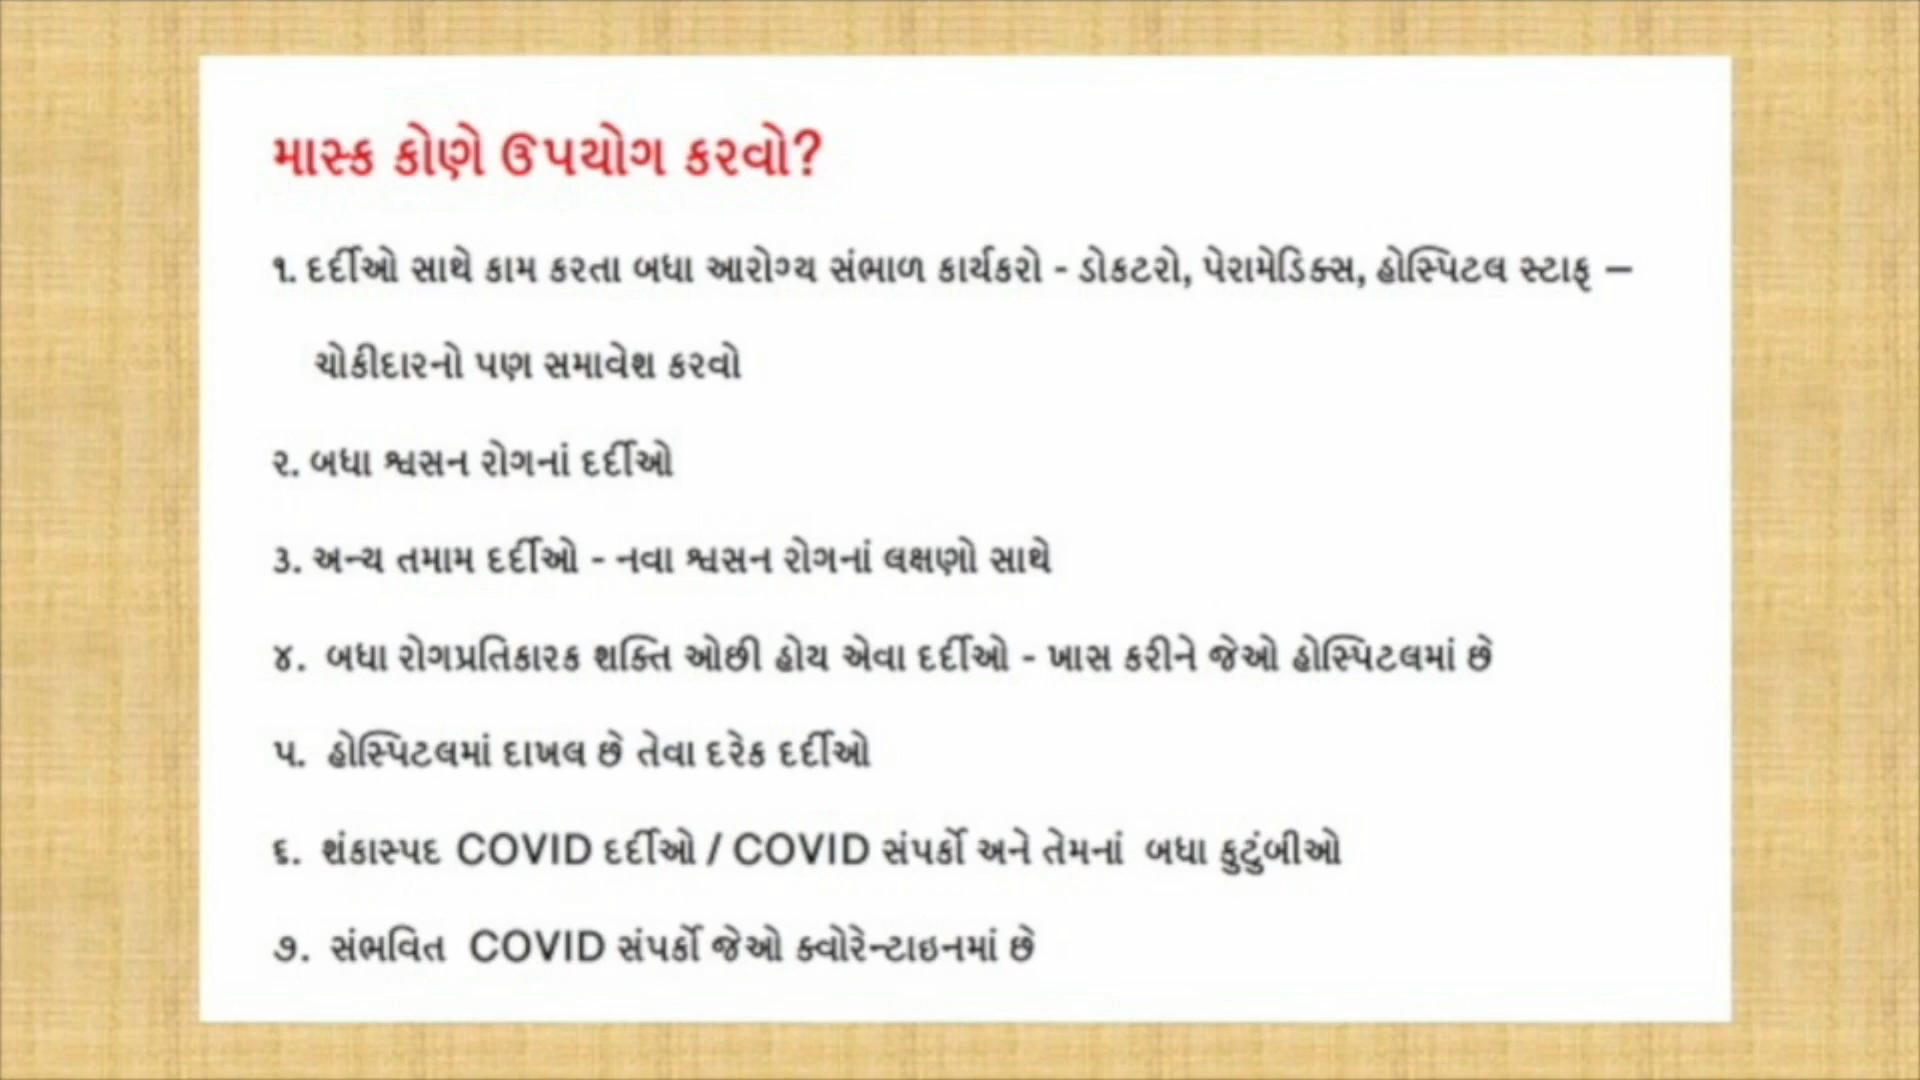 માસ્ક કોણે ઉપયોગ કરવો?
૧. દર્દીઓ સાથે કામ કરતા બધા આરોગ્ય સંભાળ કાર્યકરો - ડોકટરો, પેરામેડિક્સ, હોસ્પિટલ સ્ટાફ –
ચોકીદારનો પણ સમાવેશ કરવો
૨. બધા શ્વસન રોગનાં દર્દીઓ
૩. અન્ય તમામ દર્દીઓ - નવા શ્વસન રોગનાં લક્ષણો સાથે
૪. બધા રોગપ્રતિકારક શક્તિ ઓછી હોય એવા દર્દીઓ - ખાસ કરીને જેઓ હોસ્પિટલમાં છે
૫. હોસ્પિટલમાં દાખલ છે તેવા દરેક દર્દીઓ
૬. શંકાસ્પદ COVID દર્દીઓ / COVID સંપર્કો અને તેમનાં બધા કુટુંબીઓ
૭. સંભવિત COVID સંપર્કો જેઓ ક્વોરેન્ટાઇનમાં છે